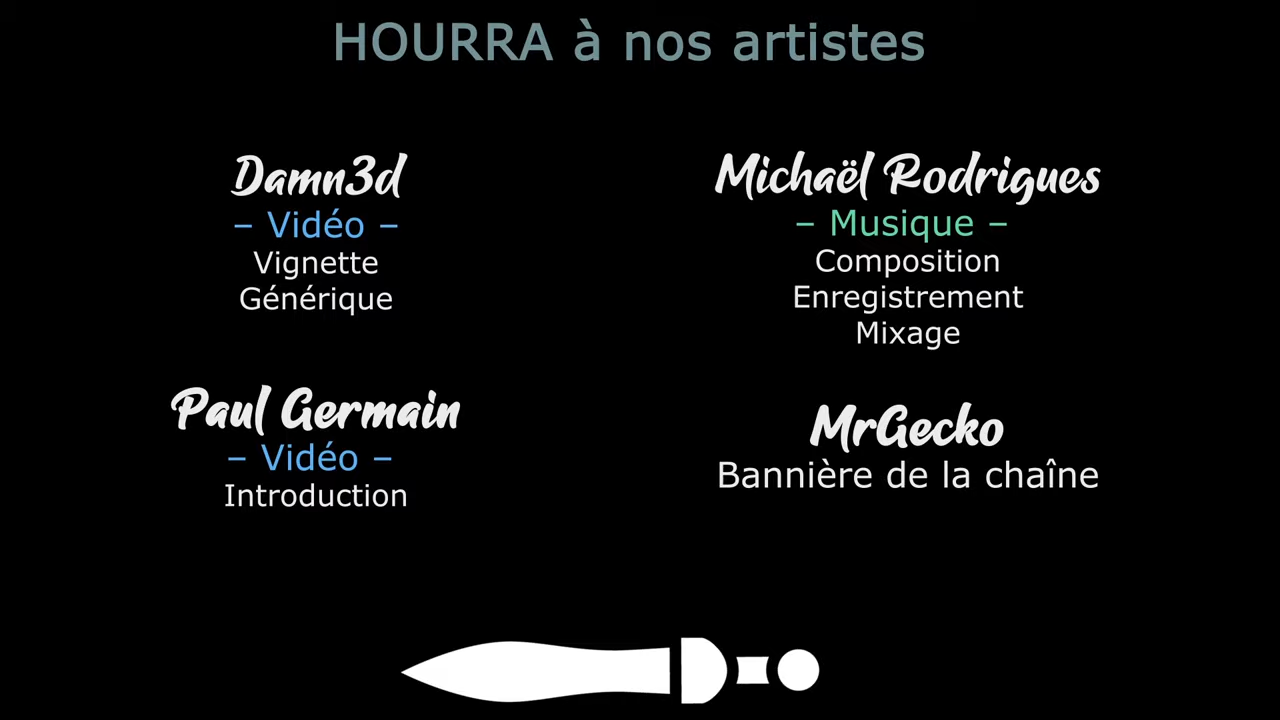 HOURRA à nos artistes
Damn3d
– Vidéo –
Vignette
Générique
Michaël Rodrigues
– Musique –
Composition
Enregistrement
Mixage
Paul Germain
– Vidéo –
Introduction
MrGecko
Bannière de la chaîne